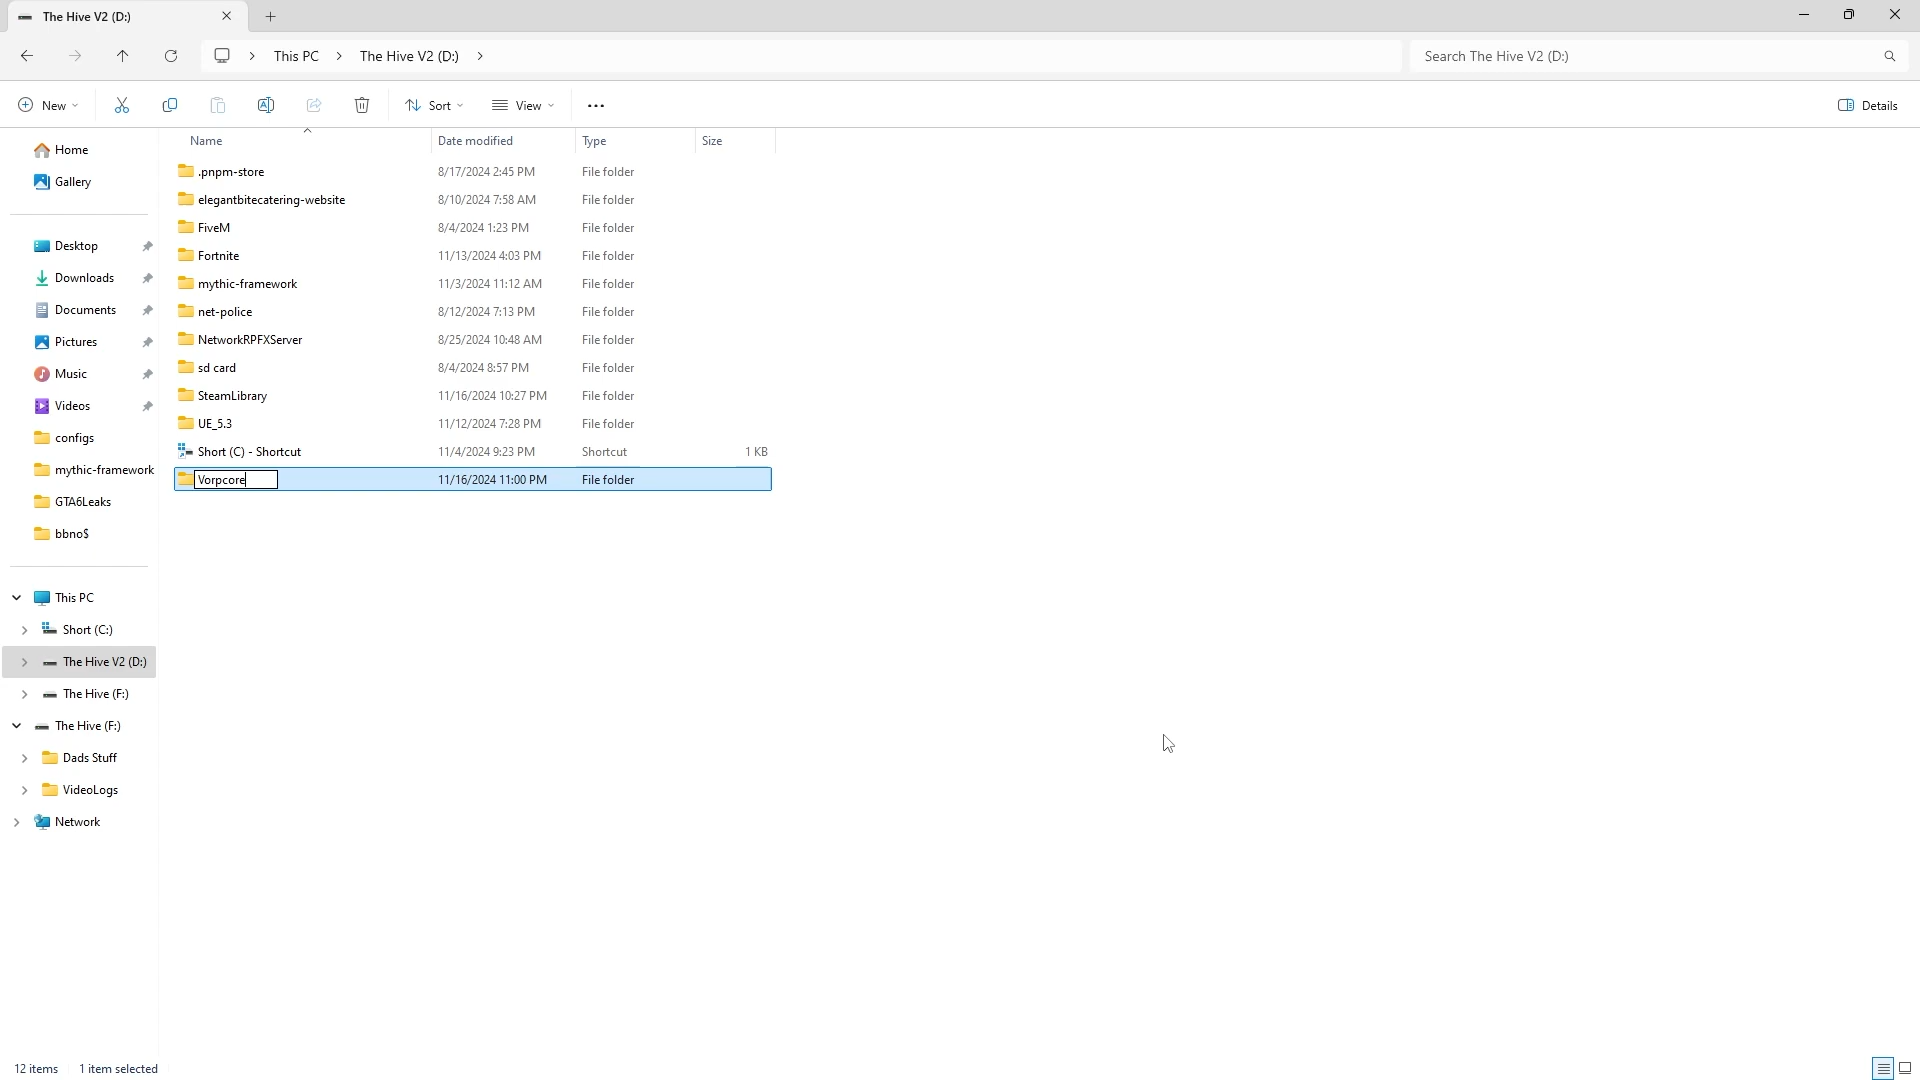 The Hive V2 (D:)
This PC The Hive V2 (D:) Search The Hive V2 (D:)
New Sort View Details
Name Date modified Type Size
Home
Gallery
Desktop
Downloads
Documents
Pictures
Music
Videos
configs
mythic-framework
GTA6Leaks
bbno$
This PC
Short (C:)
The Hive V2 (D:)
The Hive (F:)
The Hive (F:)
Dads Stuff
VideoLogs
Network
.pnpm-store 8/17/2024 2:45 PM File folder
elegantbitecatering-website 8/10/2024 7:58 AM File folder
FiveM 8/4/2024 1:23 PM File folder
Fortnite 11/13/2024 4:03 PM File folder
mythic-framework 11/3/2024 11:12 AM File folder
net-police 8/12/2024 7:13 PM File folder
NetworkRPFXServer 8/25/2024 10:48 AM File folder
sd card 8/4/2024 8:57 PM File folder
SteamLibrary 11/16/2024 10:27 PM File folder
UE_5.3 11/12/2024 7:28 PM File folder
Short (C) - Shortcut 11/4/2024 9:23 PM Shortcut 1 KB
Vorpcore 11/16/2024 11:00 PM File folder
12 items 1 item selected